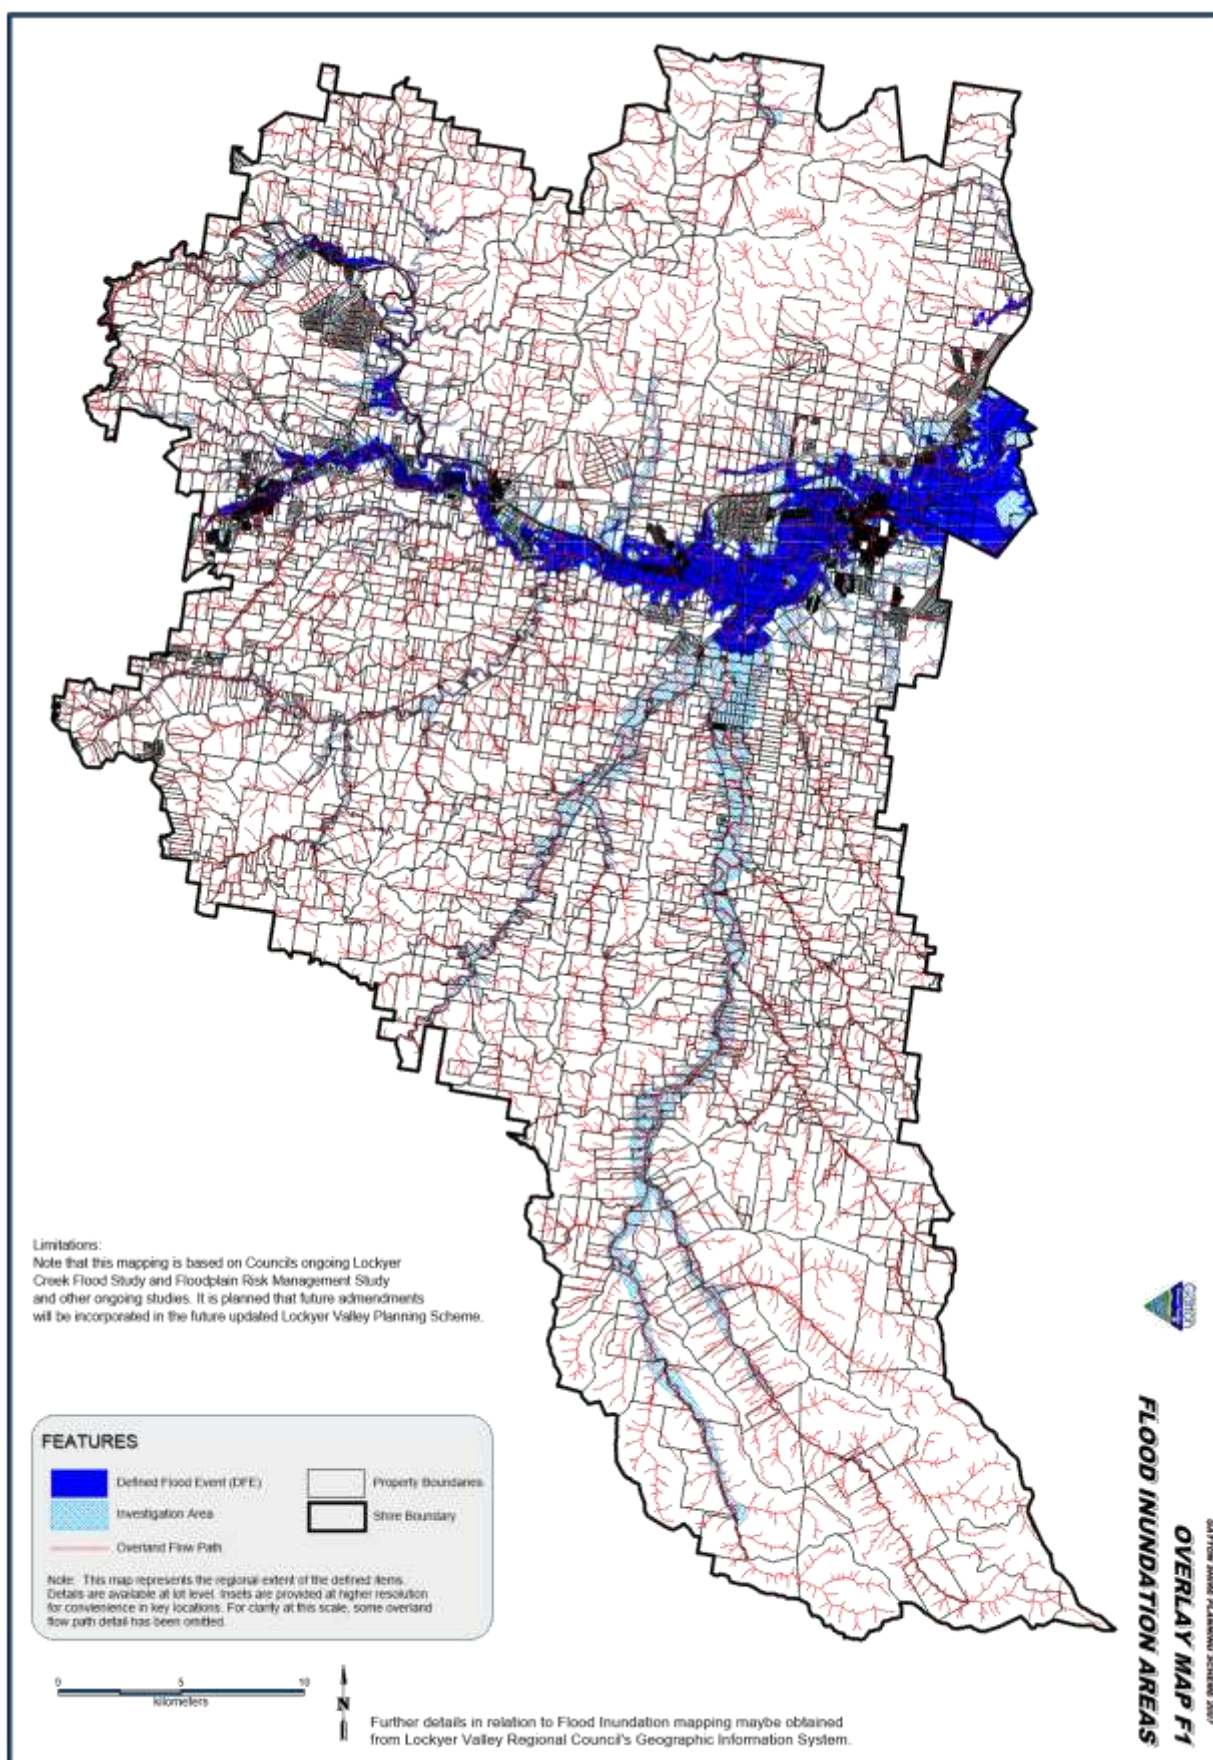 Limitations:
Note that this mapping is based on Councils ongoing Lockyer
Creek Flood Study and Floodplain Risk Management Study
and other ongoing studies. It is planned that future admendments
will be incorporated in the future updated Lockyer Valley Planning Scheme.
FEATURES
Defined Flood Event (DFE)
Investigation Area
Overland Flow Path
Property Boundaries
Shire Boundary
Note: This map represents the regional extent of the defined items.
Details are available at lot level. Insets are provided at higher resolution
for convienience in key locations. For clarity at this scale, some overland
flow path detail has been omitted.
0 5 10
kilometers
N
Further details in relation to Flood Inundation mapping maybe obtained
from Lockyer Valley Regional Council's Geographic Information System.
GATTON SHIRE PLANNING SCHEME 2007
OVERLAY MAP F1
FLOOD INUNDATION AREAS